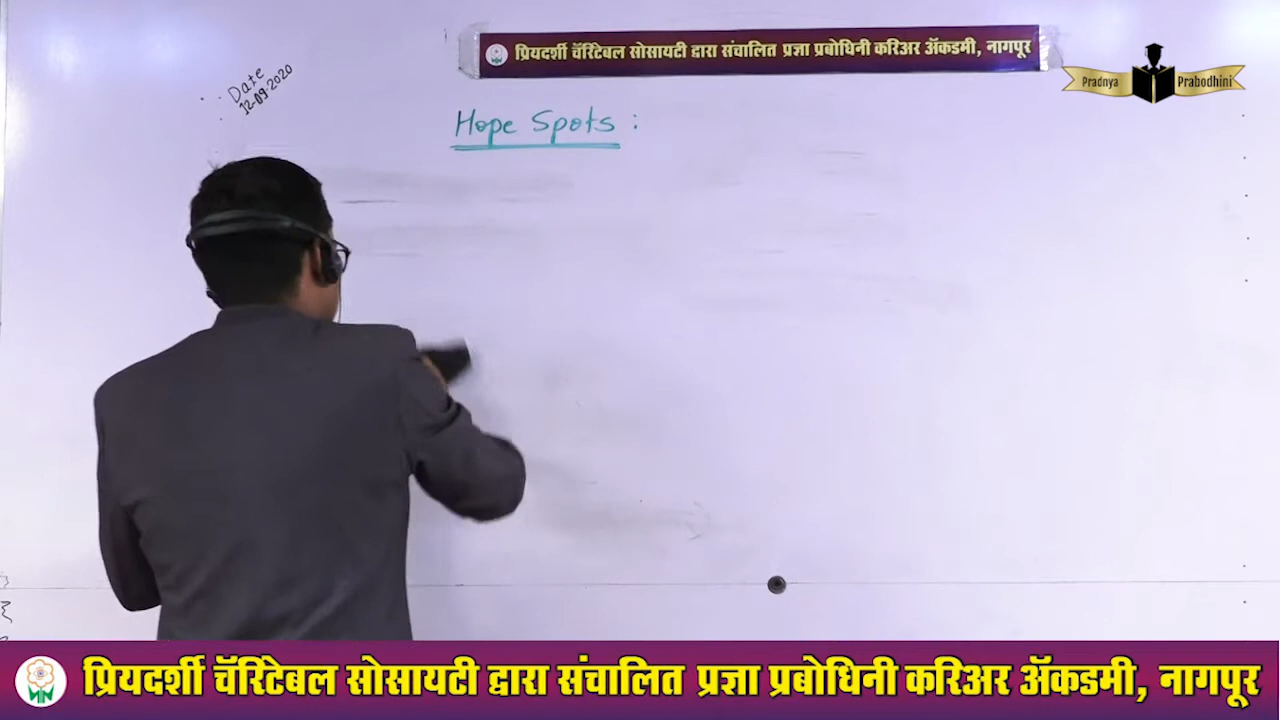 प्रियदर्शी चॅरिटेबल सोसायटी द्वारा संचालित प्रज्ञा प्रबोधिनी करिअर ॲकडमी, नागपूर
Pradnya Prabodhini
Date
12-09-2020
Hope Spots :
प्रियदर्शी चॅरिटेबल सोसायटी द्वारा संचालित प्रज्ञा प्रबोधिनी करिअर ॲकडमी, नागपूर